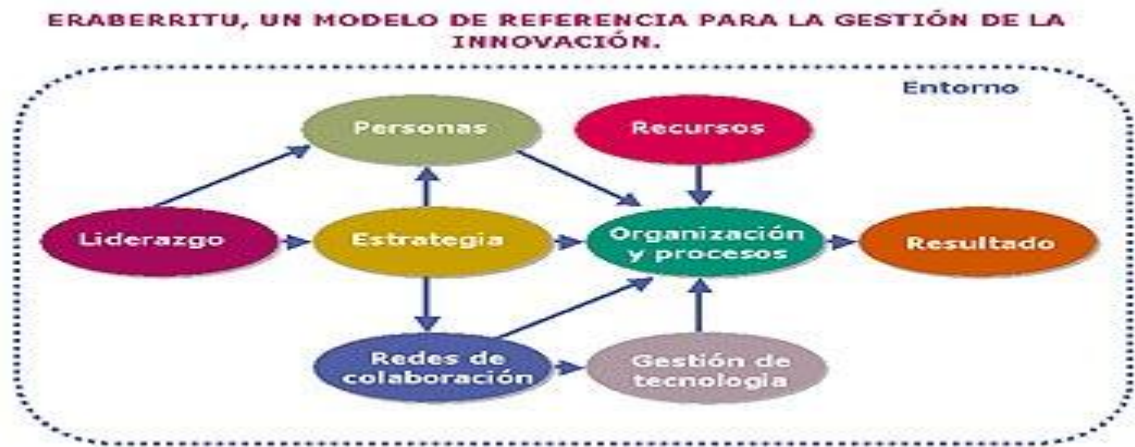 ERABERRITU, UN MODELO DE REFERENCIA PARA LA GESTIÓN DE LA
INNOVACIÓN.
Entorno
Personas
Recursos
Liderazgo
Estrategia
Organización
y procesos
Resultado
Redes de
colaboración
Gestión de
tecnologia